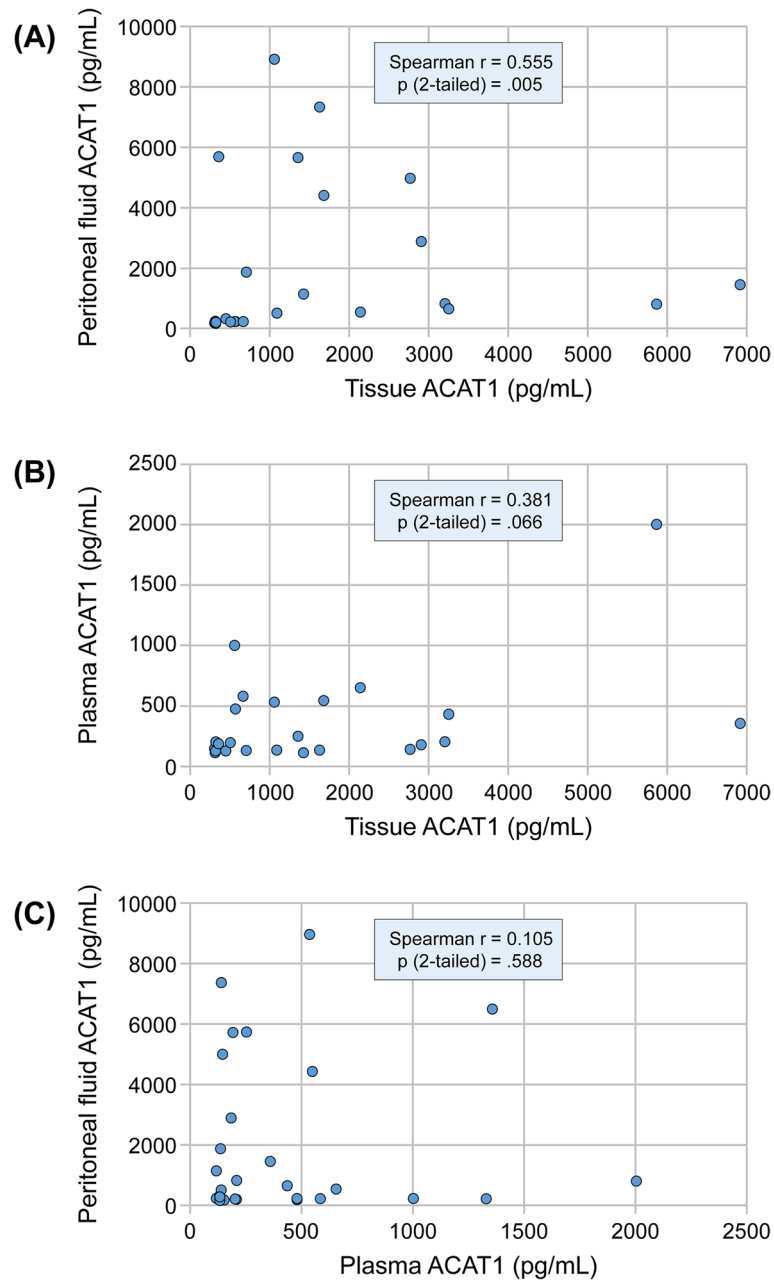 (A)
Peritoneal fluid ACAT1 (pg/mL)
10000
8000
6000
4000
2000
0
Spearman r = 0.555
p (2-tailed) = .005
0 1000 2000 3000 4000 5000 6000 7000
Tissue ACAT1 (pg/mL)
(B)
Plasma ACAT1 (pg/mL)
2500
2000
1500
1000
500
0
Spearman r = 0.381
p (2-tailed) = .066
0 1000 2000 3000 4000 5000 6000 7000
Tissue ACAT1 (pg/mL)
(C)
Peritoneal fluid ACAT1 (pg/mL)
10000
8000
6000
4000
2000
0
Spearman r = 0.105
p (2-tailed) = .588
0 500 1000 1500 2000 2500
Plasma ACAT1 (pg/mL)